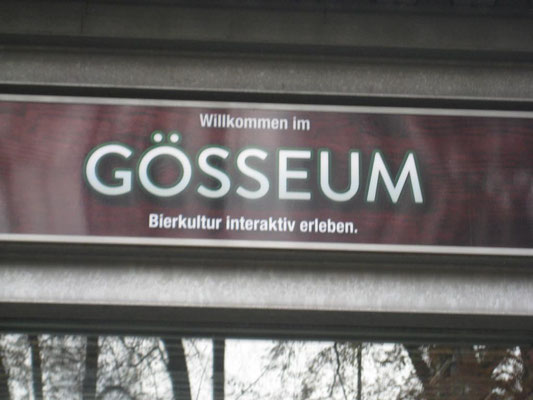 Willkommen im
GÖSSEUM
Bierkultur interaktiv erleben.